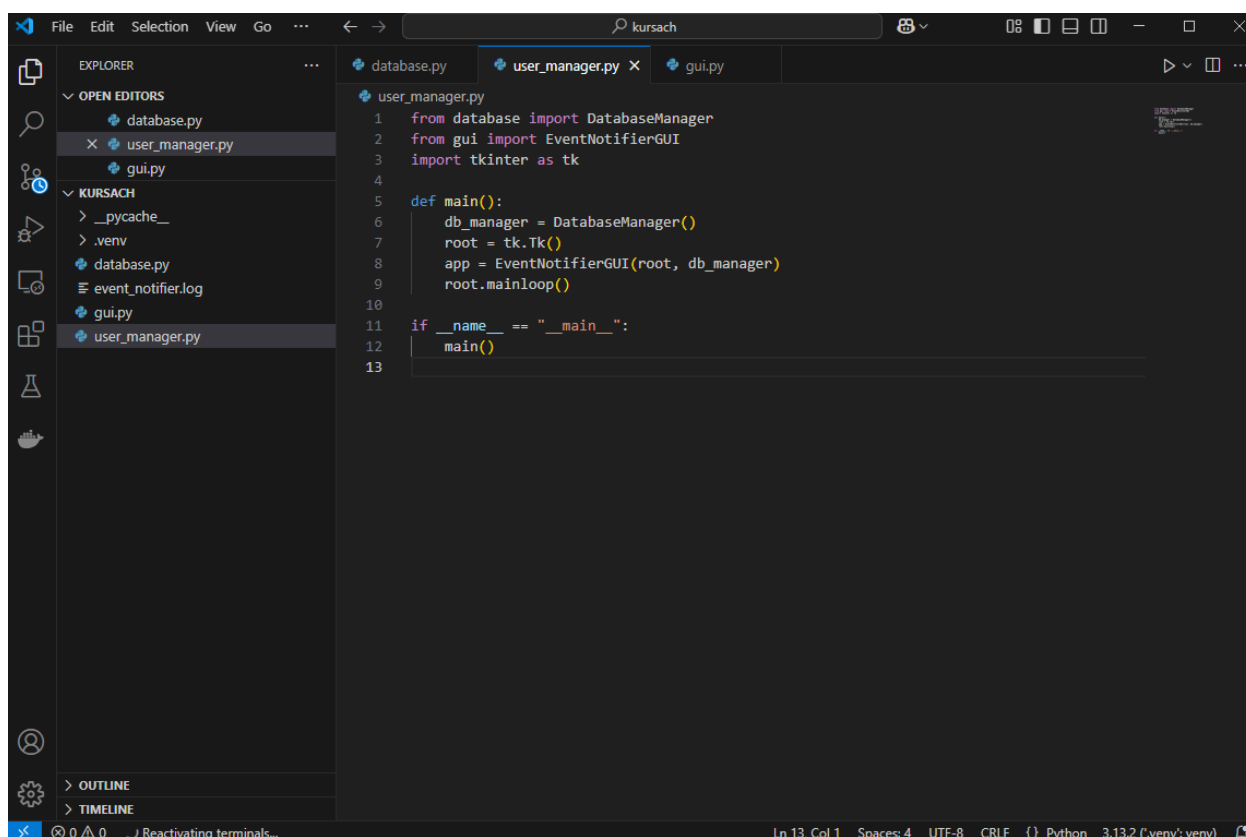 File Edit Selection View Go ··· kursach
EXPLORER ···
OPEN EDITORS
database.py
user_manager.py
gui.py
KURSACH
__pycache__
.venv
database.py
event_notifier.log
gui.py
user_manager.py
OUTLINE
TIMELINE
database.py user_manager.py gui.py
user_manager.py
1 from database import DatabaseManager
2 from gui import EventNotifierGUI
3 import tkinter as tk
4
5 def main():
6 db_manager = DatabaseManager()
7 root = tk.Tk()
8 app = EventNotifierGUI(root, db_manager)
9 root.mainloop()
10
11 if __name__ == "__main__":
12 main()
13
0 0 Reactivating terminals... Ln 13, Col 1 Spaces: 4 UTF-8 CRLF {} Python 3.13.2 ('.venv': venv)